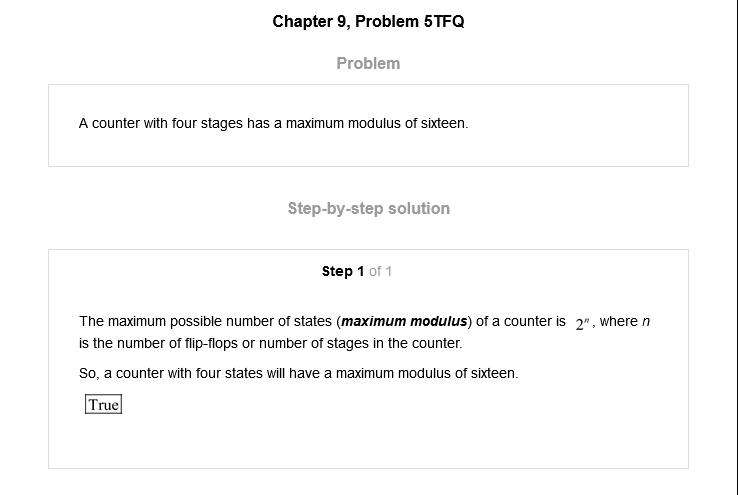 Chapter 9, Problem 5TFQ
Problem
A counter with four stages has a maximum modulus of sixteen.
Step-by-step solution
Step 1 of 1
The maximum possible number of states (maximum modulus) of a counter is 2ⁿ, where n
is the number of flip-flops or number of stages in the counter.
So, a counter with four states will have a maximum modulus of sixteen.
True